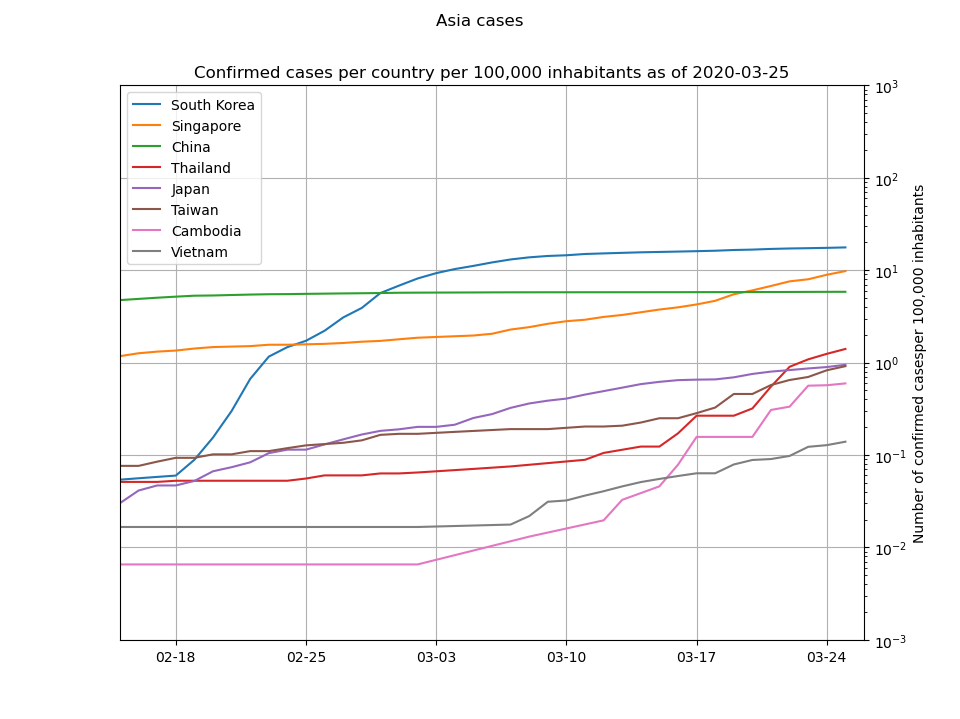 Asia cases
Confirmed cases per country per 100,000 inhabitants as of 2020-03-25
South Korea
Singapore
China
Thailand
Japan
Taiwan
Cambodia
Vietnam
10³
10²
10¹
10⁰
10⁻¹
10⁻²
10⁻³
Number of confirmed casesper 100,000 inhabitants
02-18
02-25
03-03
03-10
03-17
03-24